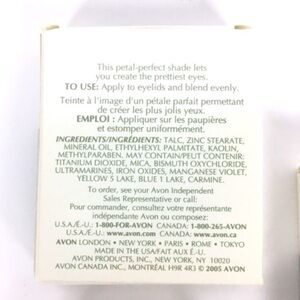 This petal-perfect shade lets
you create the prettiest eyes.
TO USE: Apply to eyelids and blend evenly.
Teinte à l'image d'un pétale parfait permettant
de créer les plus jolis yeux.
EMPLOI : Appliquer sur les paupières
et estomper uniformément.
INGREDIENTS/INGRÉDIENTS: TALC, ZINC STEARATE,
MINERAL OIL, ETHYLHEXYL PALMITATE, KAOLIN,
METHYLPARABEN. MAY CONTAIN/PEUT CONTENIR:
TITANIUM DIOXIDE, MICA, BISMUTH OXYCHLORIDE,
ULTRAMARINES, IRON OXIDES, MANGANESE VIOLET,
YELLOW 5 LAKE, BLUE 1 LAKE, CARMINE.
To order, see your Avon Independent
Sales Representative or call/
Pour commander, consultez votre représentante
indépendante Avon ou composez:
U.S.A./É.-U.: 1-800-FOR-AVON Canada: 1-800-265-AVON
U.S.A./É.-U.: www.avon.com Canada: www.avon.ca
AVON LONDON • NEW YORK • PARIS • ROME • TOKYO
MADE IN THE USA/FAIT AUX É-U
AVON PRODUCTS, INC., NEW YORK, NY 10020
AVON CANADA INC., MONTRÉAL H9R 4R3 © 2005 AVON